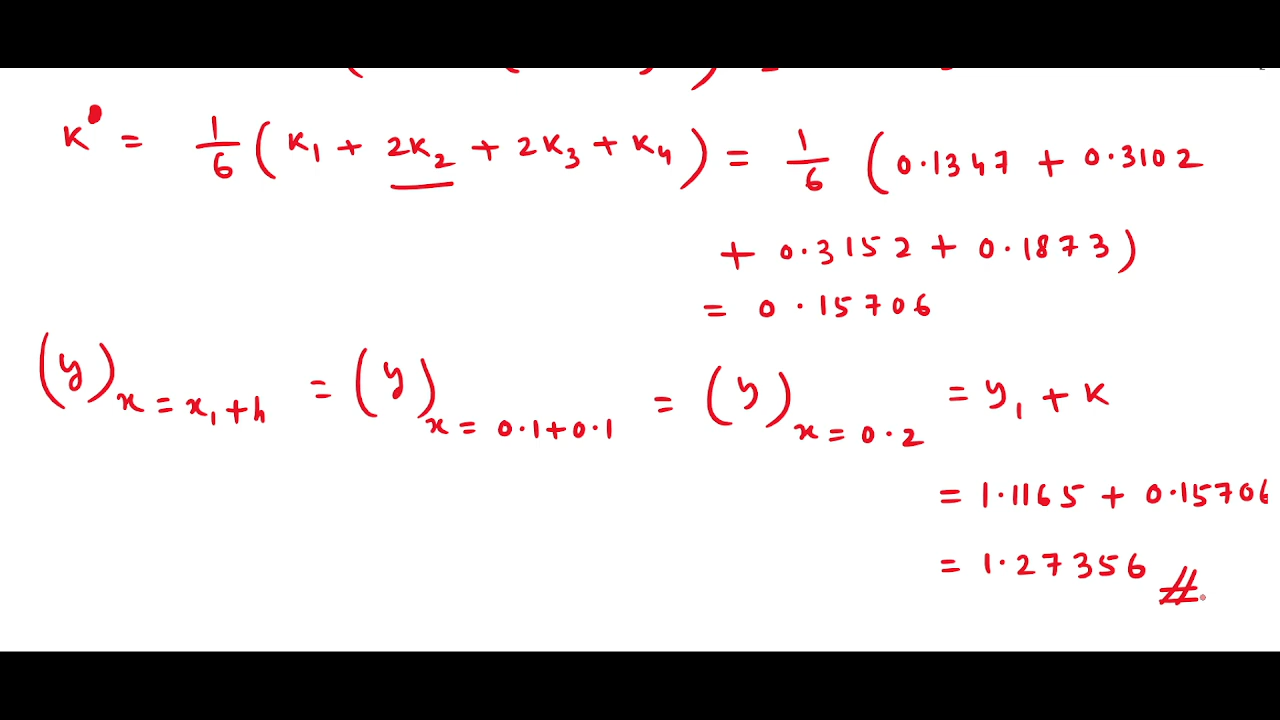 K = 1/6 (K₁ + 2K₂ + 2K₃ + K₄) = 1/6 (0.1347 + 0.3102
+ 0.3152 + 0.1873)
= 0.15706
(y)ₓ ₌ ₓ₁₊ₕ = (y)ₓ ₌ ₀.₁₊₀.₁ = (y)ₓ ₌ ₀.₂ = y₁ + K
= 1.1165 + 0.15706
= 1.27356